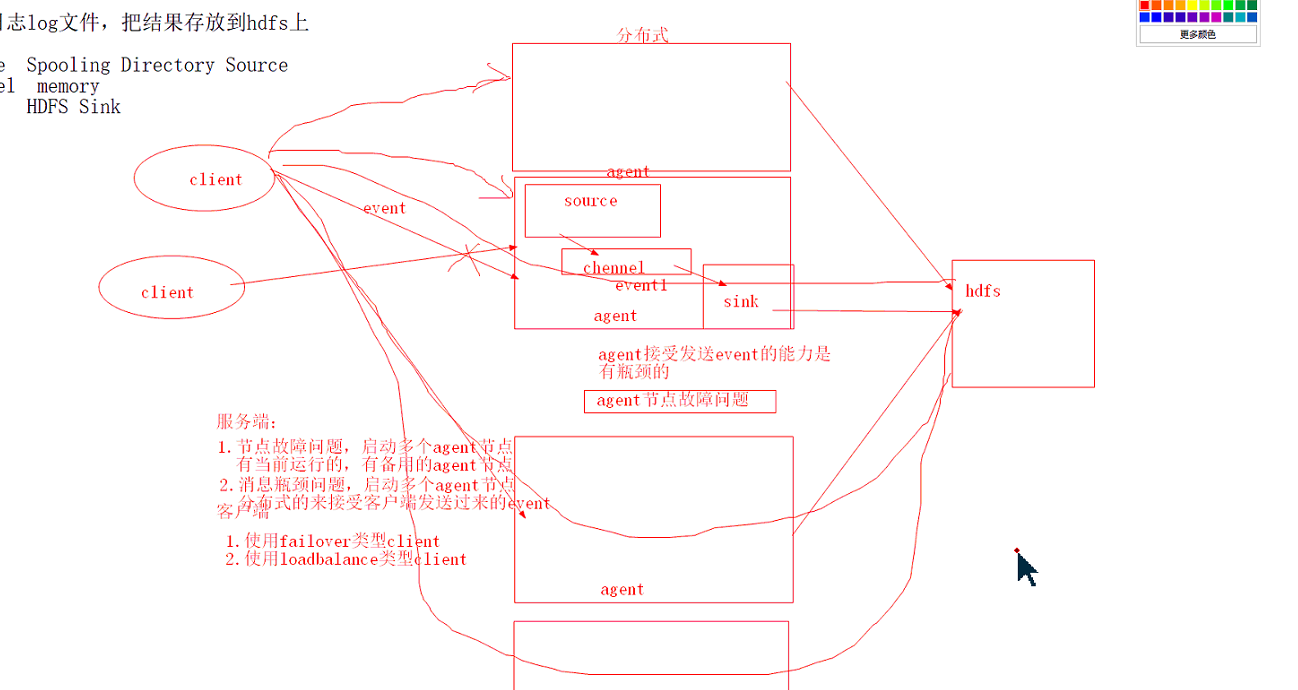 志log文件，把结果存放到hdfs上
e Spooling Directory Source
el memory
HDFS Sink
更多颜色
分布式
agent
client
event
source
chennel
event1
sink
agent
client
hdfs
agent接受发送event的能力是
有瓶颈的
agent节点故障问题
服务端：
1.节点故障问题，启动多个agent节点
有当前运行的，有备用的agent节点
2.消息瓶颈问题，启动多个agent节点
分布式的来接受客户端发送过来的event
客户端
1.使用failover类型client
2.使用loadbalance类型client
agent